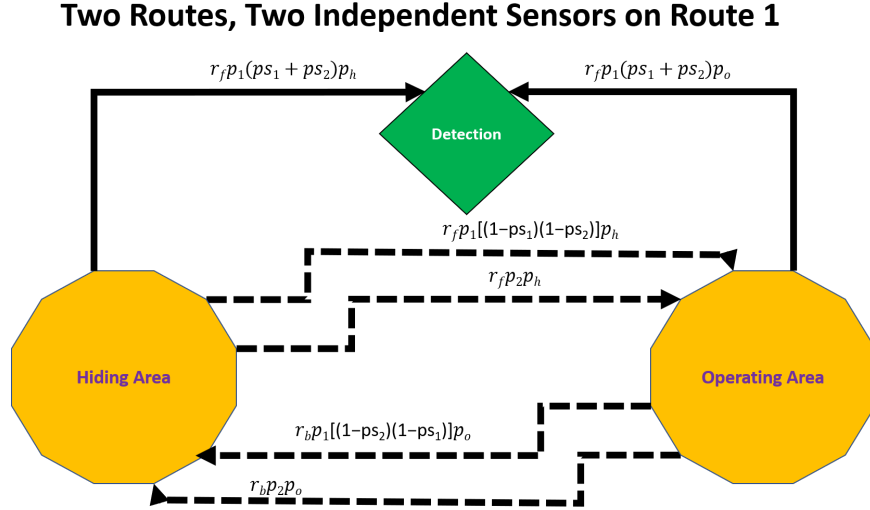 Two Routes, Two Independent Sensors on Route 1
r_f p_1(ps_1 + ps_2)p_h
r_f p_1(ps_1 + ps_2)p_o
Detection
r_f p_1[(1−ps_1)(1−ps_2)]p_h
r_f p_2 p_h
Hiding Area
Operating Area
r_b p_1[(1−ps_2)(1−ps_1)]p_o
r_b p_2 p_o